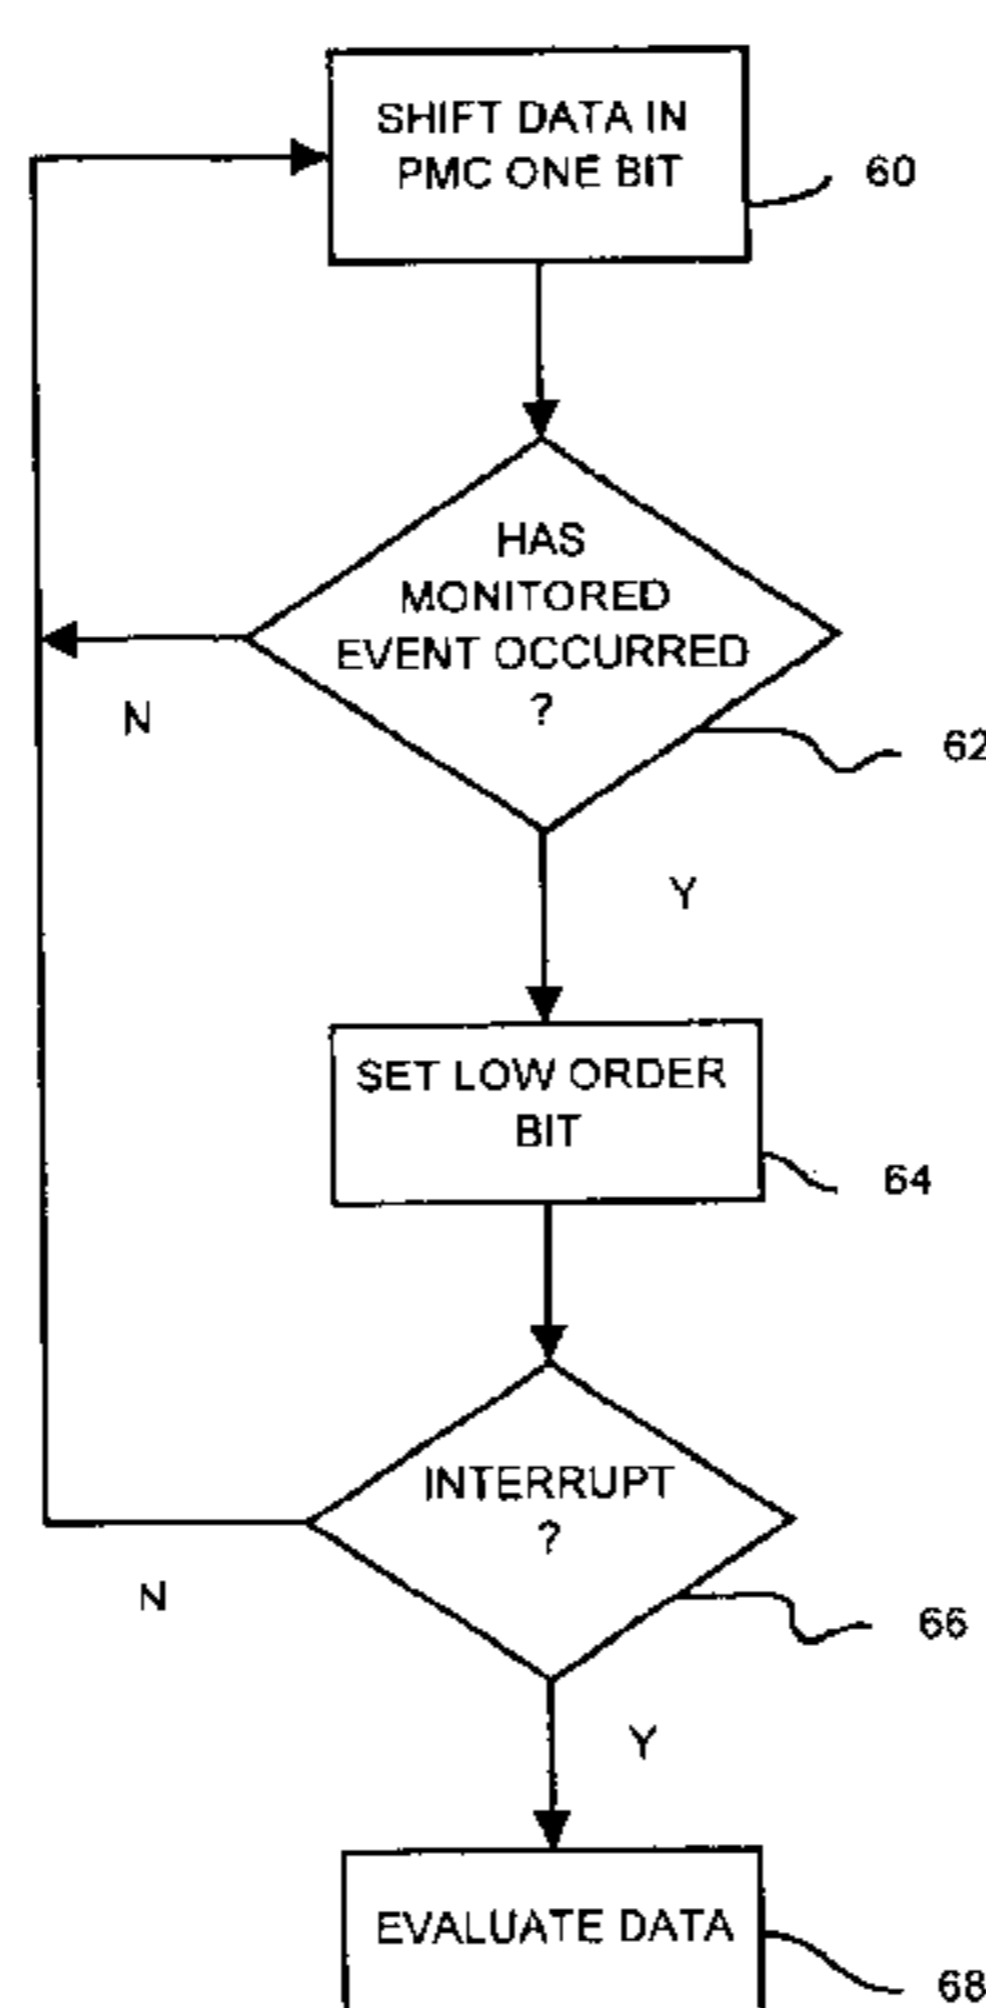 SHIFT DATA IN
PMC ONE BIT
60
HAS
MONITORED
EVENT OCCURRED
?
N
62
Y
SET LOW ORDER
BIT
64
INTERRUPT
?
N
66
Y
EVALUATE DATA
68